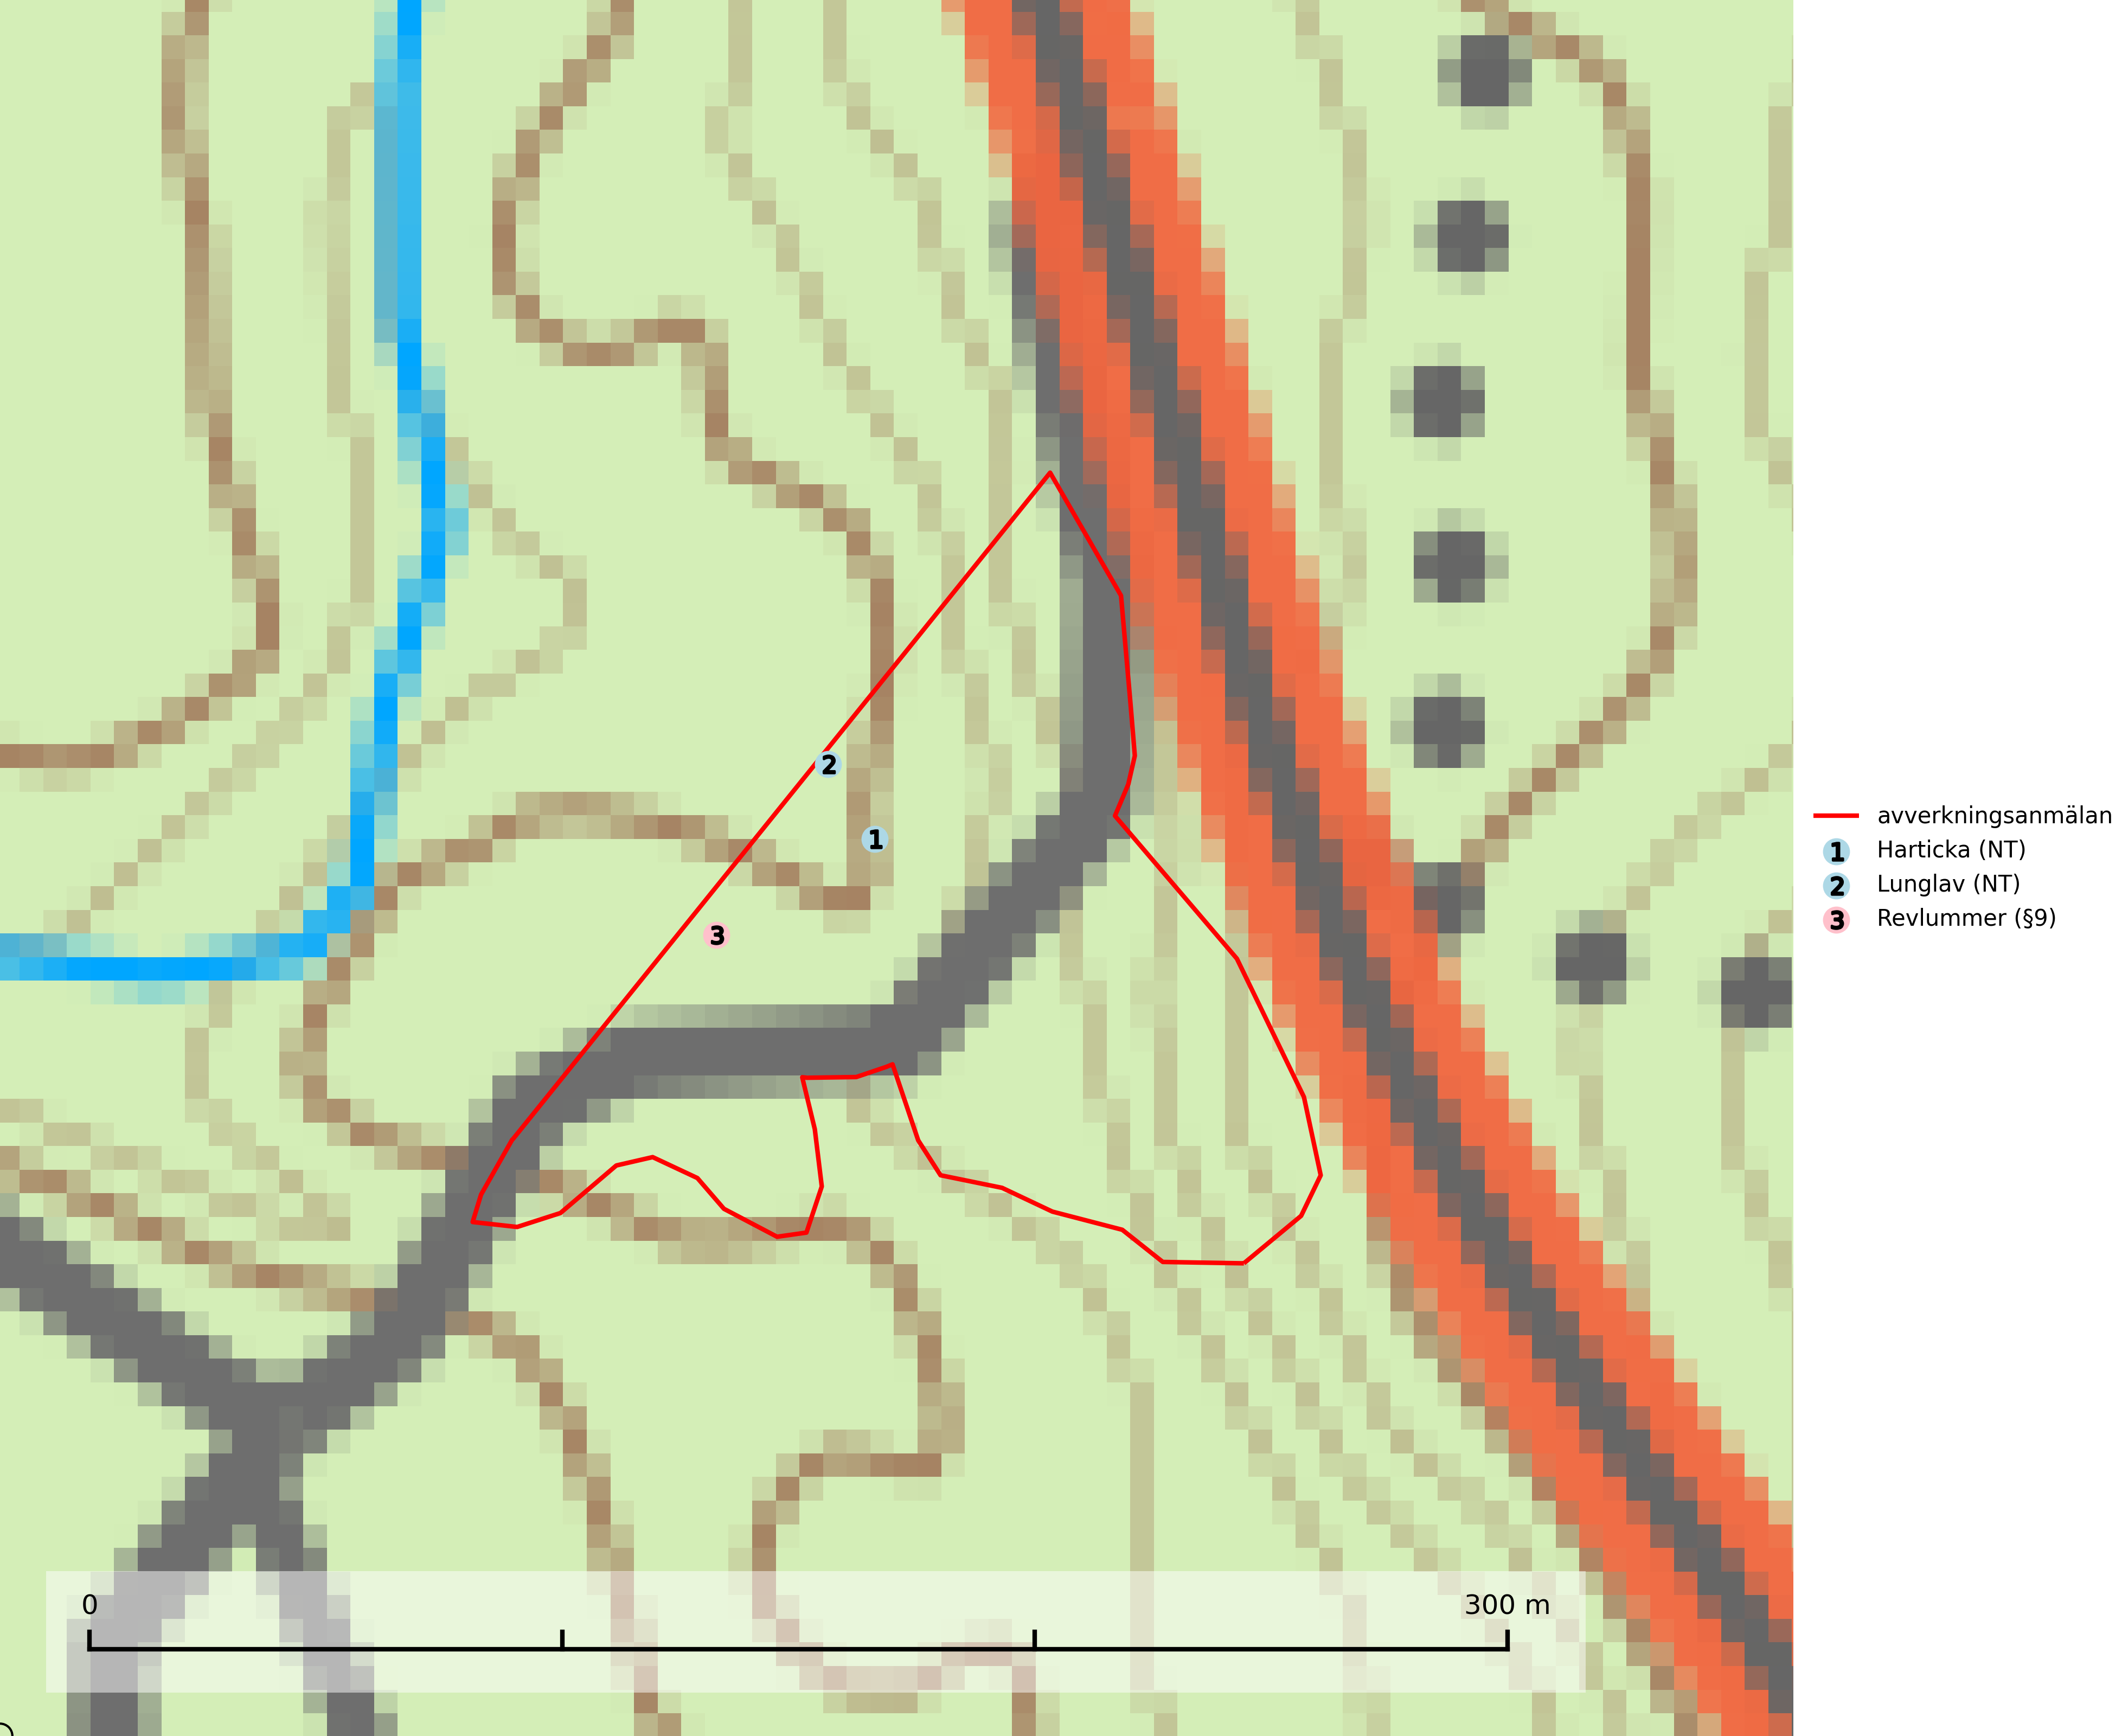 2
1
3
avverkningsanmälan
1 Harticka (NT)
2 Lunglav (NT)
3 Revlummer (§9)
0 300 m